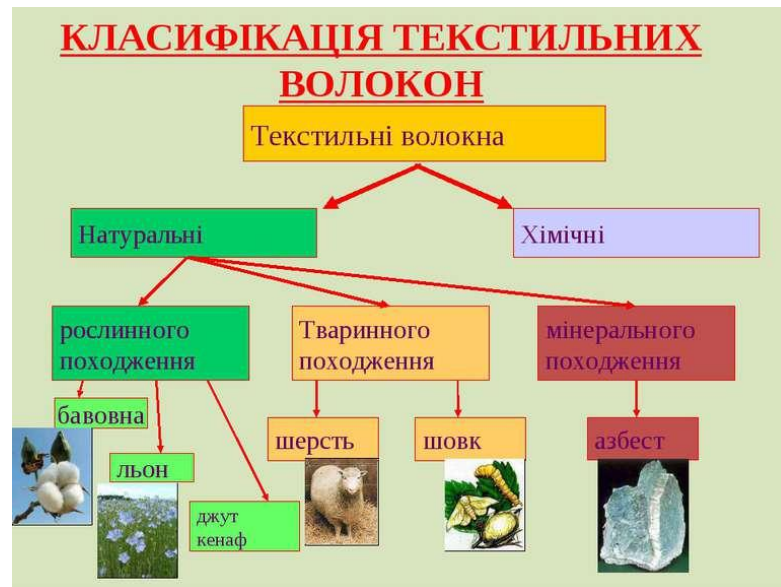 КЛАСИФІКАЦІЯ ТЕКСТИЛЬНИХ
ВОЛОКОН
Текстильні волокна
Натуральні
Хімічні
рослинного
походження
Тваринного
походження
мінерального
походження
бавовна
льон
джут
кенаф
шерсть
шовк
азбест